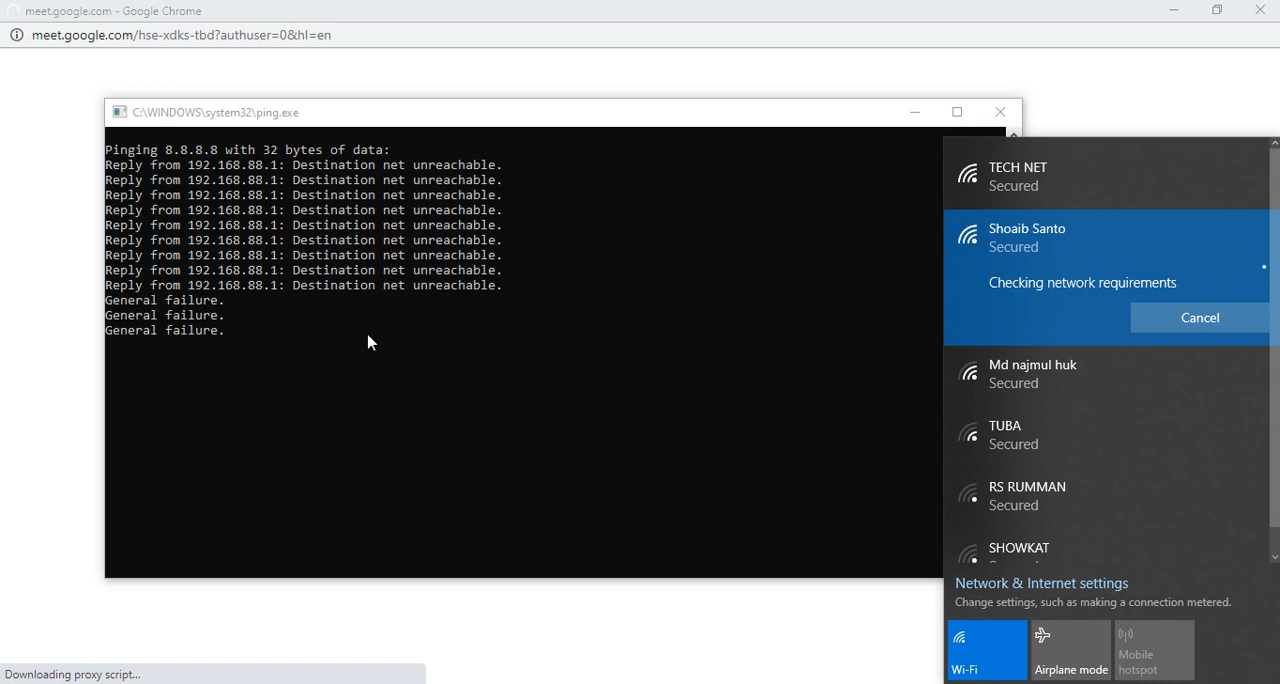 meet.google.com - Google Chrome
meet.google.com/hse-xdks-tbd?authuser=0&hl=en
C:\WINDOWS\system32\ping.exe
Pinging 8.8.8.8 with 32 bytes of data:
Reply from 192.168.88.1: Destination net unreachable.
Reply from 192.168.88.1: Destination net unreachable.
Reply from 192.168.88.1: Destination net unreachable.
Reply from 192.168.88.1: Destination net unreachable.
Reply from 192.168.88.1: Destination net unreachable.
Reply from 192.168.88.1: Destination net unreachable.
Reply from 192.168.88.1: Destination net unreachable.
Reply from 192.168.88.1: Destination net unreachable.
Reply from 192.168.88.1: Destination net unreachable.
General failure.
General failure.
General failure.
TECH NET
Secured
Shoaib Santo
Secured
Checking network requirements
Cancel
Md najmul huk
Secured
TUBA
Secured
RS RUMMAN
Secured
SHOWKAT
Network & Internet settings
Change settings, such as making a connection metered.
Wi-Fi
Airplane mode
Mobile
hotspot
Downloading proxy script...